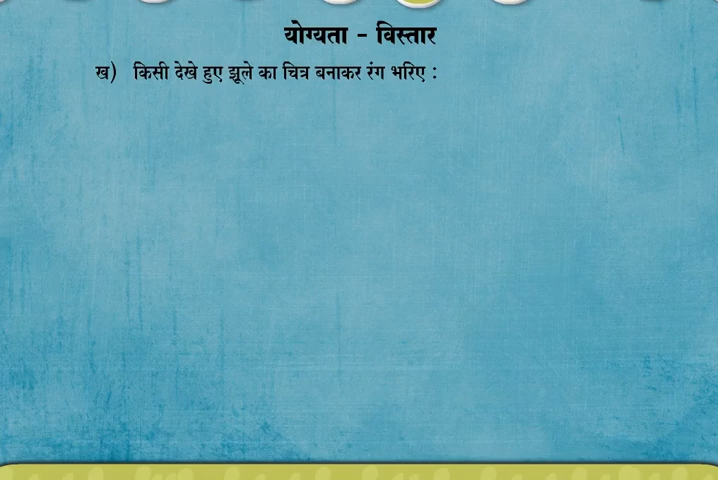 योग्यता - विस्तार
ख) किसी देखे हुए झूले का चित्र बनाकर रंग भरिए :